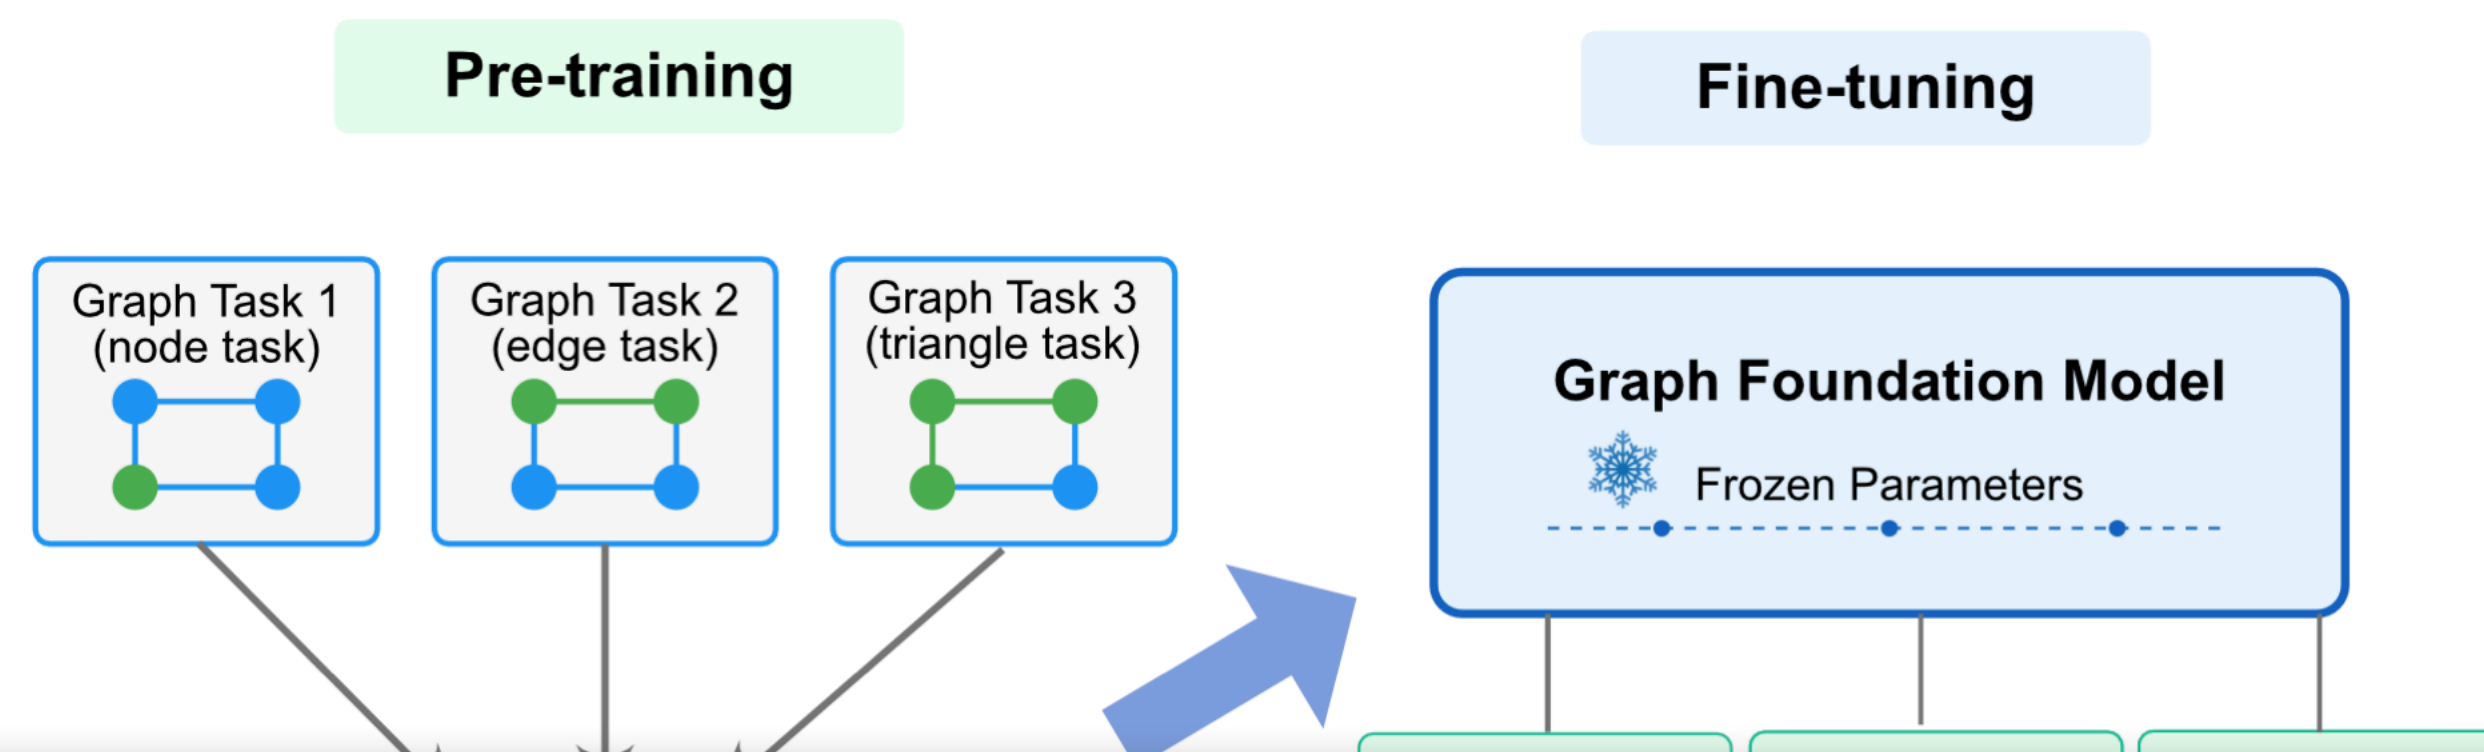 Pre-training
Fine-tuning
Graph Task 1
(node task)
Graph Task 2
(edge task)
Graph Task 3
(triangle task)
Graph Foundation Model
Frozen Parameters